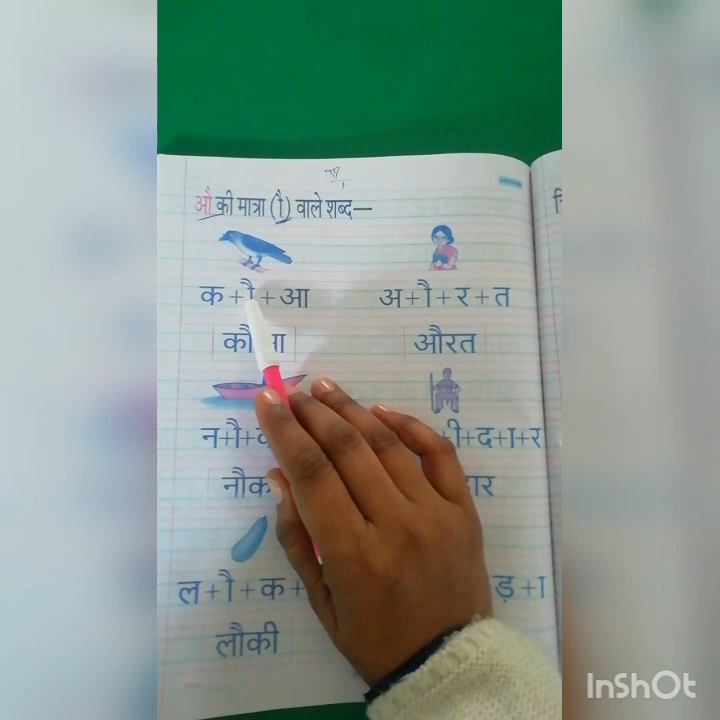 औ की मात्रा (ौ) वाले शब्द—
क+ौ+आ अ+ौ+र+त
औरत
न+ौ+ ी+द+ा+र
ल+ौ+क+ ड़+ा
लौकी
InShOt